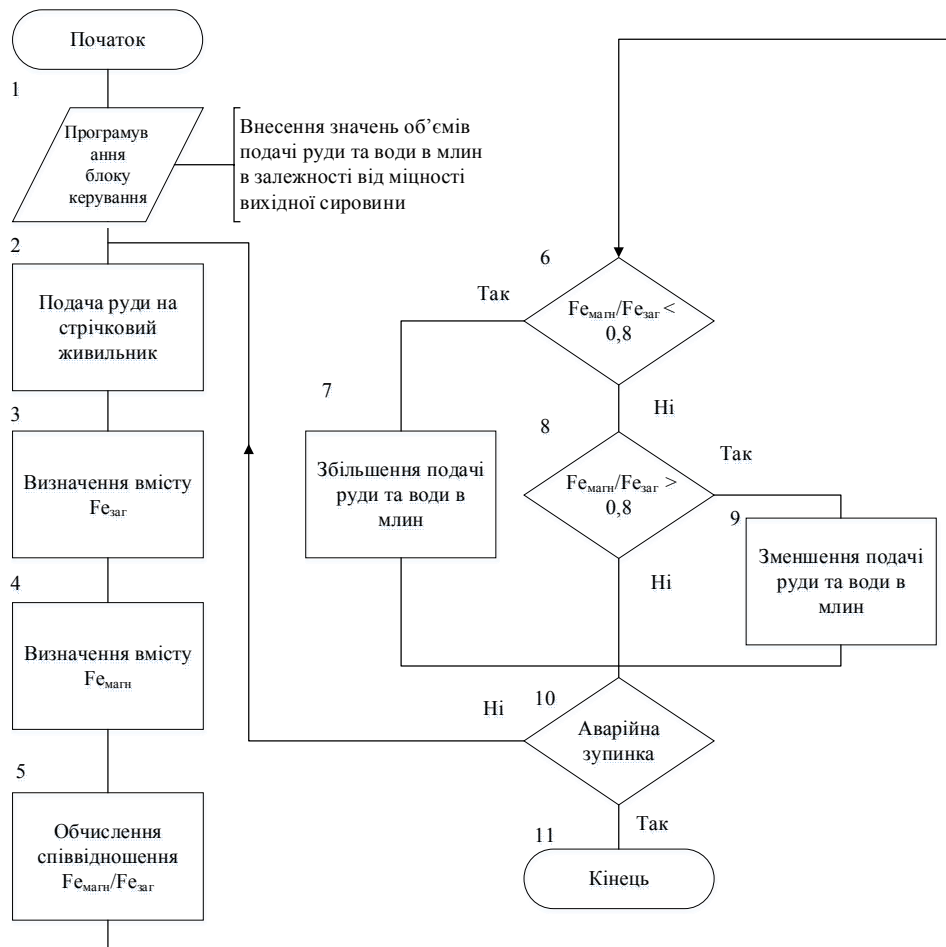 Початок
1
Програмув
ання
блоку
керування
Внесення значень об’ємів
подачі руди та води в млин
в залежності від міцності
вихідної сировини
2
Подача руди на
стрічковий
живильник
3
Визначення вмісту
Feзаг
4
Визначення вмісту
Feмагн
5
Обчислення
співвідношення
Feмагн/Feзаг
6
Так
Feмагн/Feзаг <
0,8
Ні
7
Збільшення подачі
руди та води в
млин
8
Так
Feмагн/Feзаг >
0,8
Ні
9
Зменшення подачі
руди та води в
млин
10
Ні
Аварійна
зупинка
Так
11
Кінець